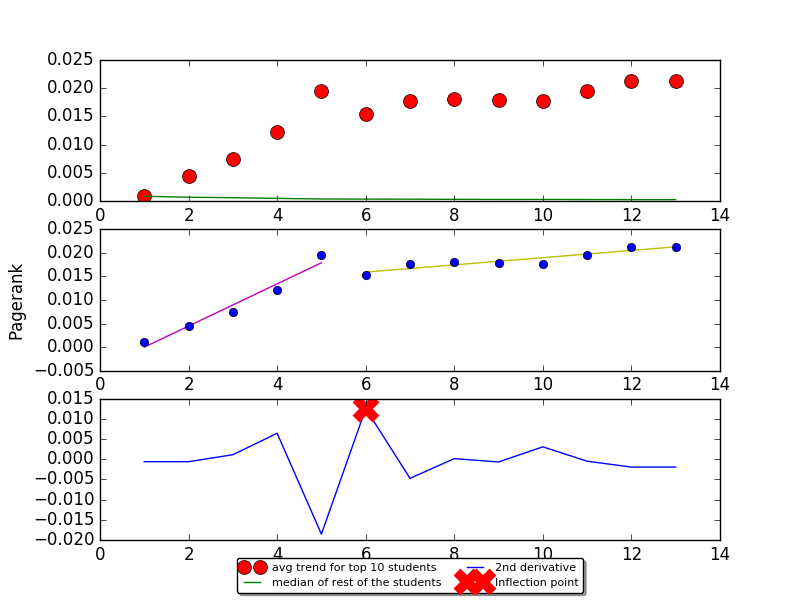 0.025
0.020
0.015
0.010
0.005
0.000
0 2 4 6 8 10 12 14
0.025
0.020
0.015
0.010
0.005
0.000
−0.005
0 2 4 6 8 10 12 14
Pagerank
0.015
0.010
0.005
0.000
−0.005
−0.010
−0.015
−0.020
0 2 4 6 8 10 12 14
avg trend for top 10 students
median of rest of the students
2nd derivative
Inflection point